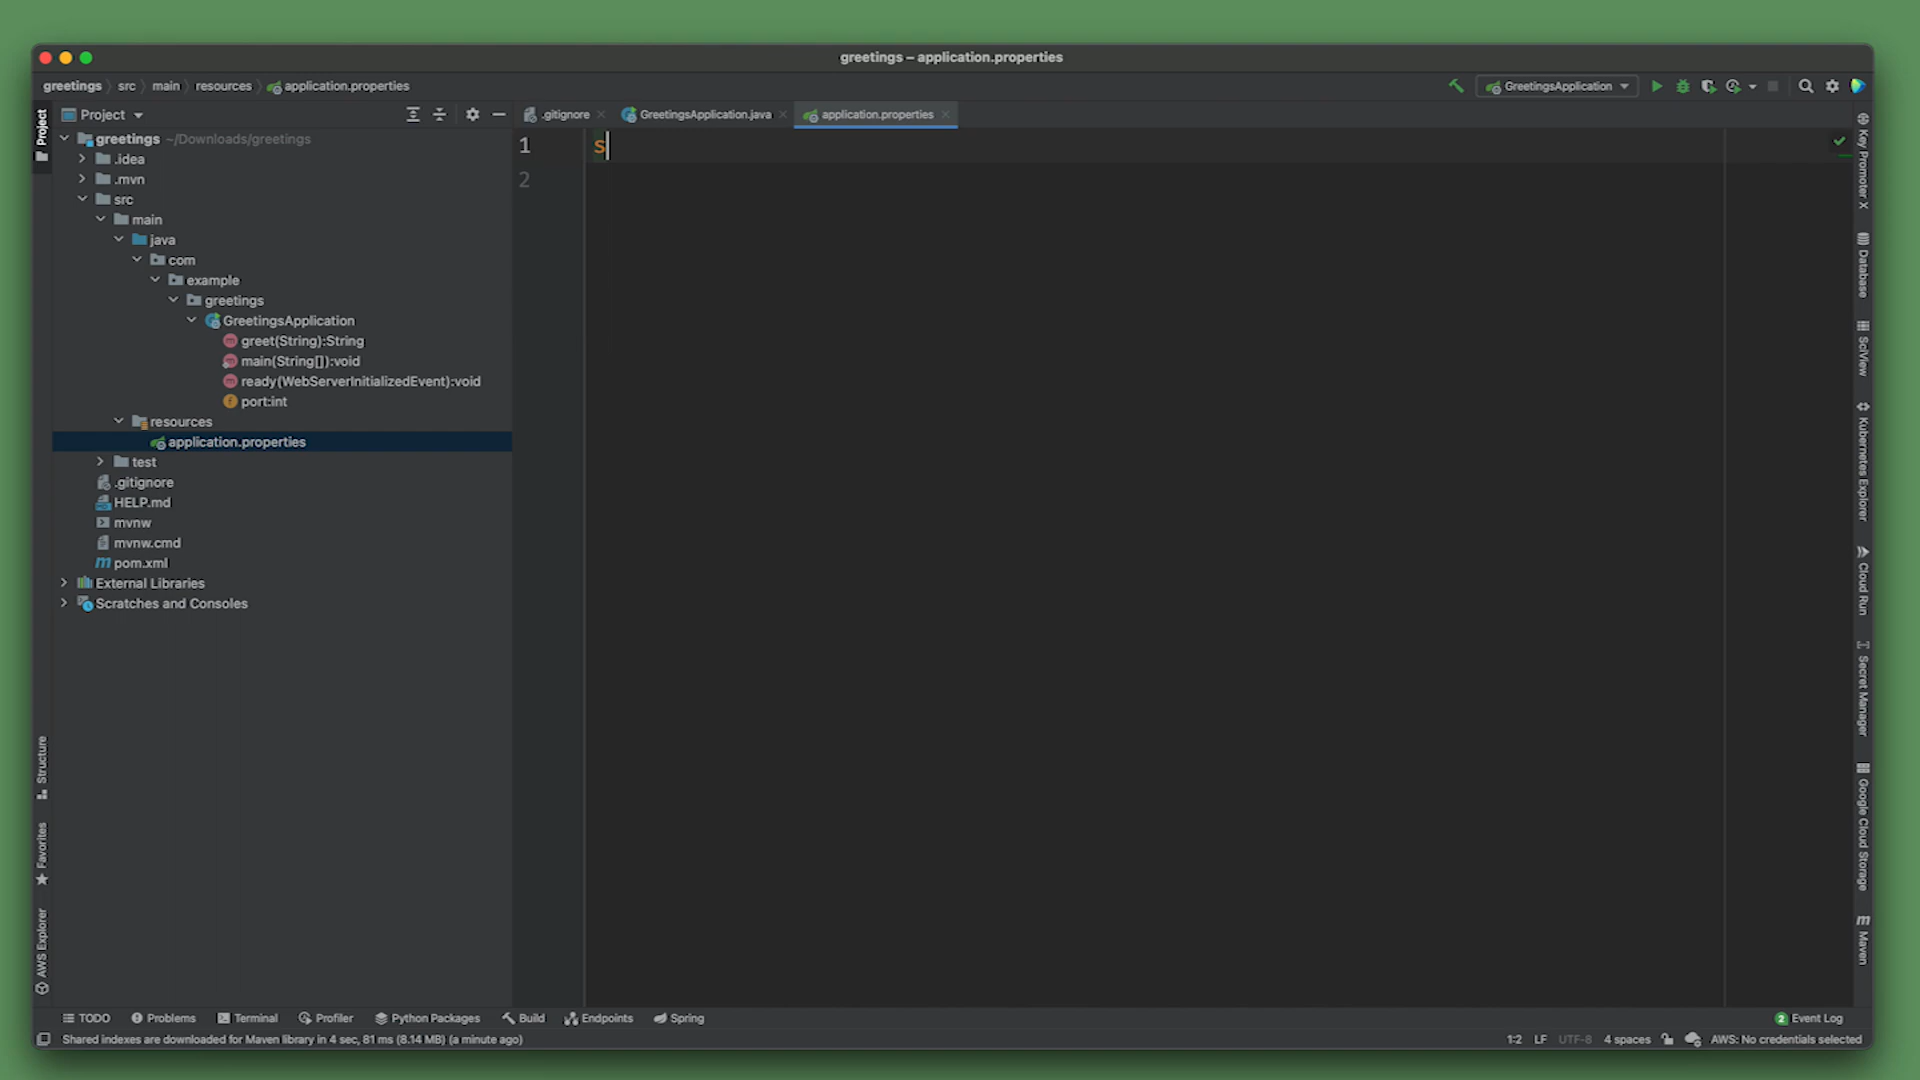 greetings – application.properties
greetings src main resources application.properties
GreetingsApplication
Project
Project
.gitignore GreetingsApplication.java application.properties
greetings ~/Downloads/greetings
.idea
.mvn
src
main
java
com
example
greetings
GreetingsApplication
greet(String):String
main(String[]):void
ready(WebServerInitializedEvent):void
port:int
resources
application.properties
test
.gitignore
HELP.md
mvnw
mvnw.cmd
pom.xml
External Libraries
Scratches and Consoles
1 s
2
Key Promoter X
Database
SciView
Kubernetes Explorer
Cloud Run
Secret Manager
Google Cloud Storage
Maven
Structure
Favorites
AWS Explorer
TODO Problems Terminal Profiler Python Packages Build Endpoints Spring
2 Event Log
Shared indexes are downloaded for Maven library in 4 sec, 81 ms (8.14 MB) (a minute ago)
1:2 LF UTF-8 4 spaces AWS: No credentials selected